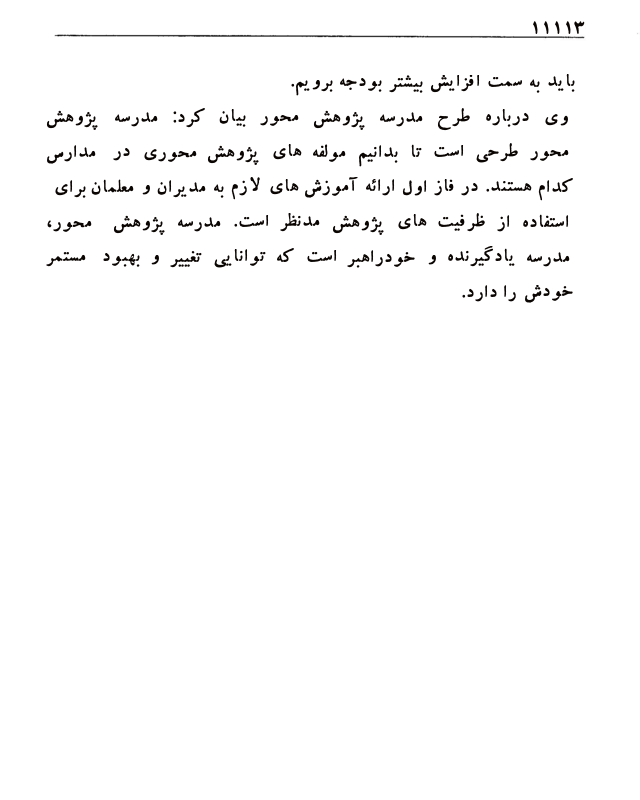 ۱۱۱۱۳
باید به سمت افزایش بیشتر بودجه برویم.
وی درباره طرح مدرسه پژوهش محور بیان کرد: مدرسه پژوهش
محور طرحی است تا بدانیم مولفه های پژوهش محوری در مدارس
کدام هستند. در فاز اول ارائه آموزش های لازم به مدیران و معلمان برای
استفاده از ظرفیت های پژوهش مدنظر است. مدرسه پژوهش محور،
مدرسه یادگیرنده و خودراهبر است که توانایی تغییر و بهبود مستمر
خودش را دارد.